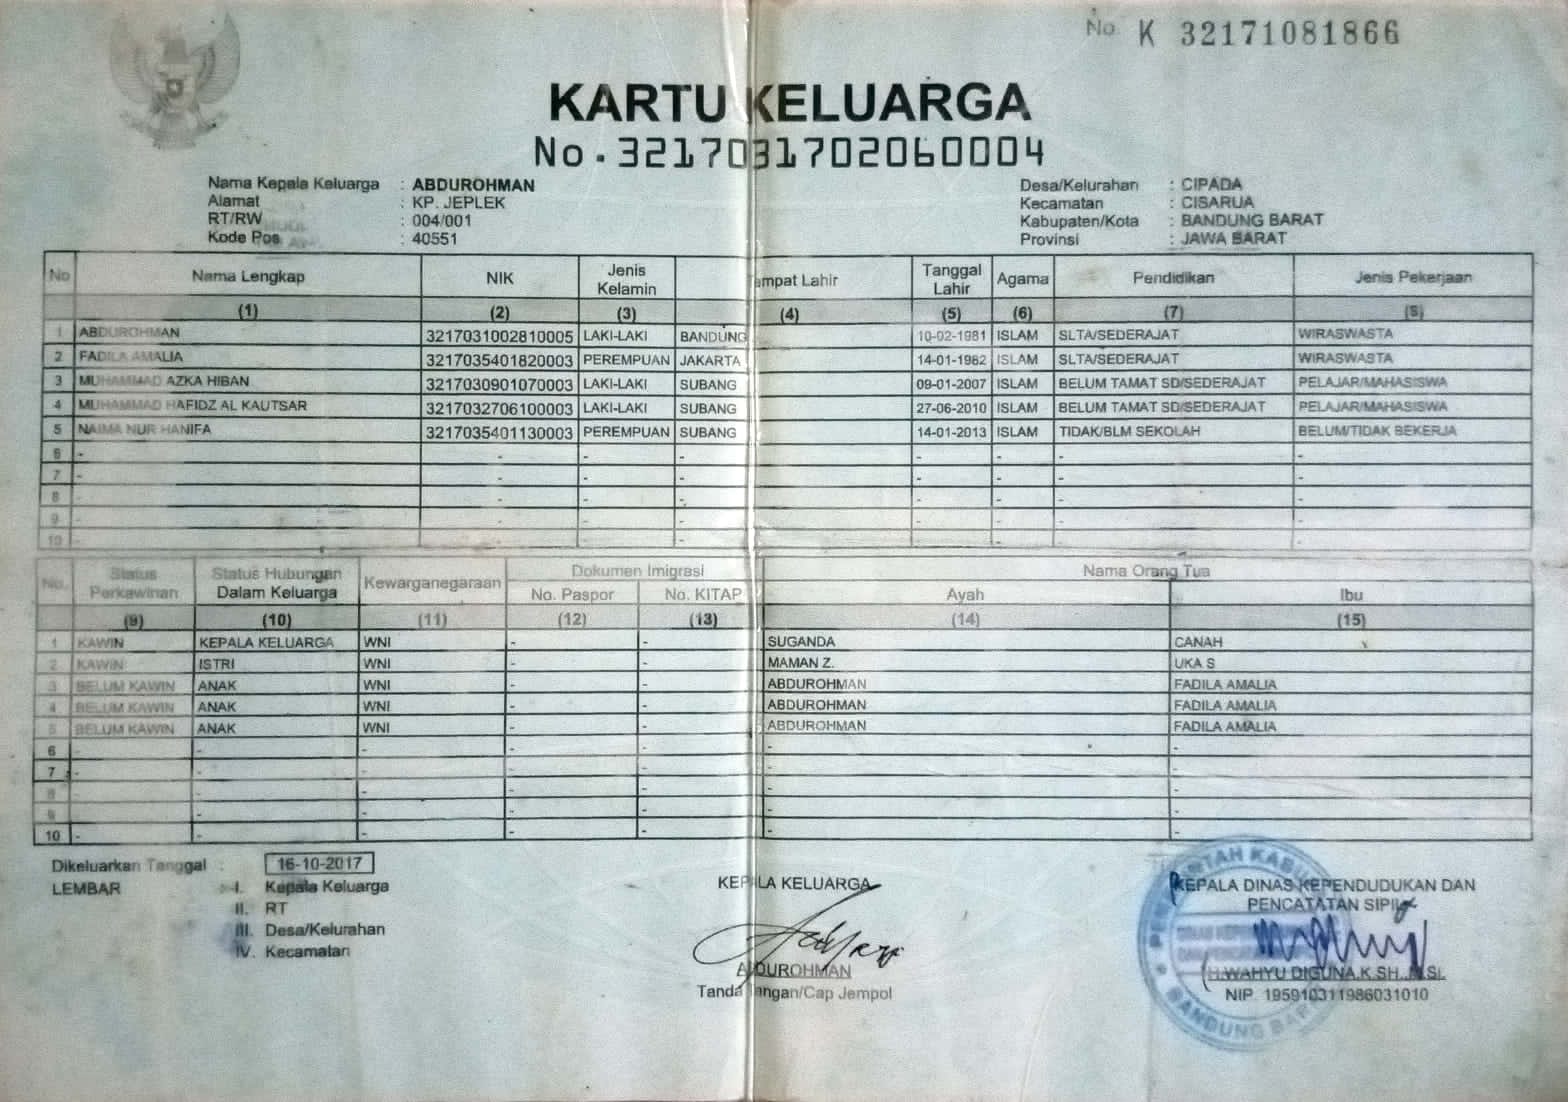 No. K 32171081866
KARTU KELUARGA
No.3217031702060004
Nama Kepala Keluarga : ABDUROHMAN
Alamat : KP. JEPLEK
RT/RW : 004/001
Kode Pos : 40551
Desa/Kelurahan : CIPADA
Kecamatan : CISARUA
Kabupaten/Kota : BANDUNG BARAT
Provinsi : JAWA BARAT
No Nama Lengkap NIK Jenis Kelamin Tempat Lahir Tanggal Lahir Agama Pendidikan Jenis Pekerjaan
(1) (2) (3) (4) (5) (6) (7) (8)
1 ABDUROHMAN 3217031002810005 LAKI-LAKI BANDUNG 10-02-1981 ISLAM SLTA/SEDERAJAT WIRASWASTA
2 FADILA AMALIA 3217035401820003 PEREMPUAN JAKARTA 14-01-1982 ISLAM SLTA/SEDERAJAT WIRASWASTA
3 MUHAMMAD AZKA HIBAN 3217030901070003 LAKI-LAKI SUBANG 09-01-2007 ISLAM BELUM TAMAT SD/SEDERAJAT PELAJAR/MAHASISWA
4 MUHAMMAD HAFIDZ AL KAUTSAR 3217032706100003 LAKI-LAKI SUBANG 27-06-2010 ISLAM BELUM TAMAT SD/SEDERAJAT PELAJAR/MAHASISWA
5 NAIMA NUR HANIFA 3217035401130003 PEREMPUAN SUBANG 14-01-2013 ISLAM TIDAK/BLM SEKOLAH BELUM/TIDAK BEKERJA
6 - - - - - - - -
7 - - - - - - - -
8 - - - - - - - -
9 - - - - - - - -
10 - - - - - - - -
No. Status Perkawinan Status Hubungan Dalam Keluarga Kewarganegaraan Dokumen Imigrasi Nama Orang Tua
No. Paspor No. KITAP Ayah Ibu
(9) (10) (11) (12) (13) (14) (15)
1 KAWIN KEPALA KELUARGA WNI - - SUGANDA CANAH
2 KAWIN ISTRI WNI - - MAMAN Z. UKA S
3 BELUM KAWIN ANAK WNI - - ABDUROHMAN FADILA AMALIA
4 BELUM KAWIN ANAK WNI - - ABDUROHMAN FADILA AMALIA
5 BELUM KAWIN ANAK WNI - - ABDUROHMAN FADILA AMALIA
6 - - - - - - -
7 - - - - - - -
8 - - - - - - -
9 - - - - - - -
10 - - - - - - -
Dikeluarkan Tanggal : 16-10-2017
LEMBAR : I. Kepala Keluarga
II. RT
III. Desa/Kelurahan
IV. Kecamatan
KEPALA KELUARGA
ABDUROHMAN
Tanda Tangan/Cap Jempol
KEPALA DINAS KEPENDUDUKAN DAN
PENCATATAN SIPIL
H.WAHYU DIGUNA.K.SH.,M.Si.
NIP. 195910311986031010
BANDUNG BARAT